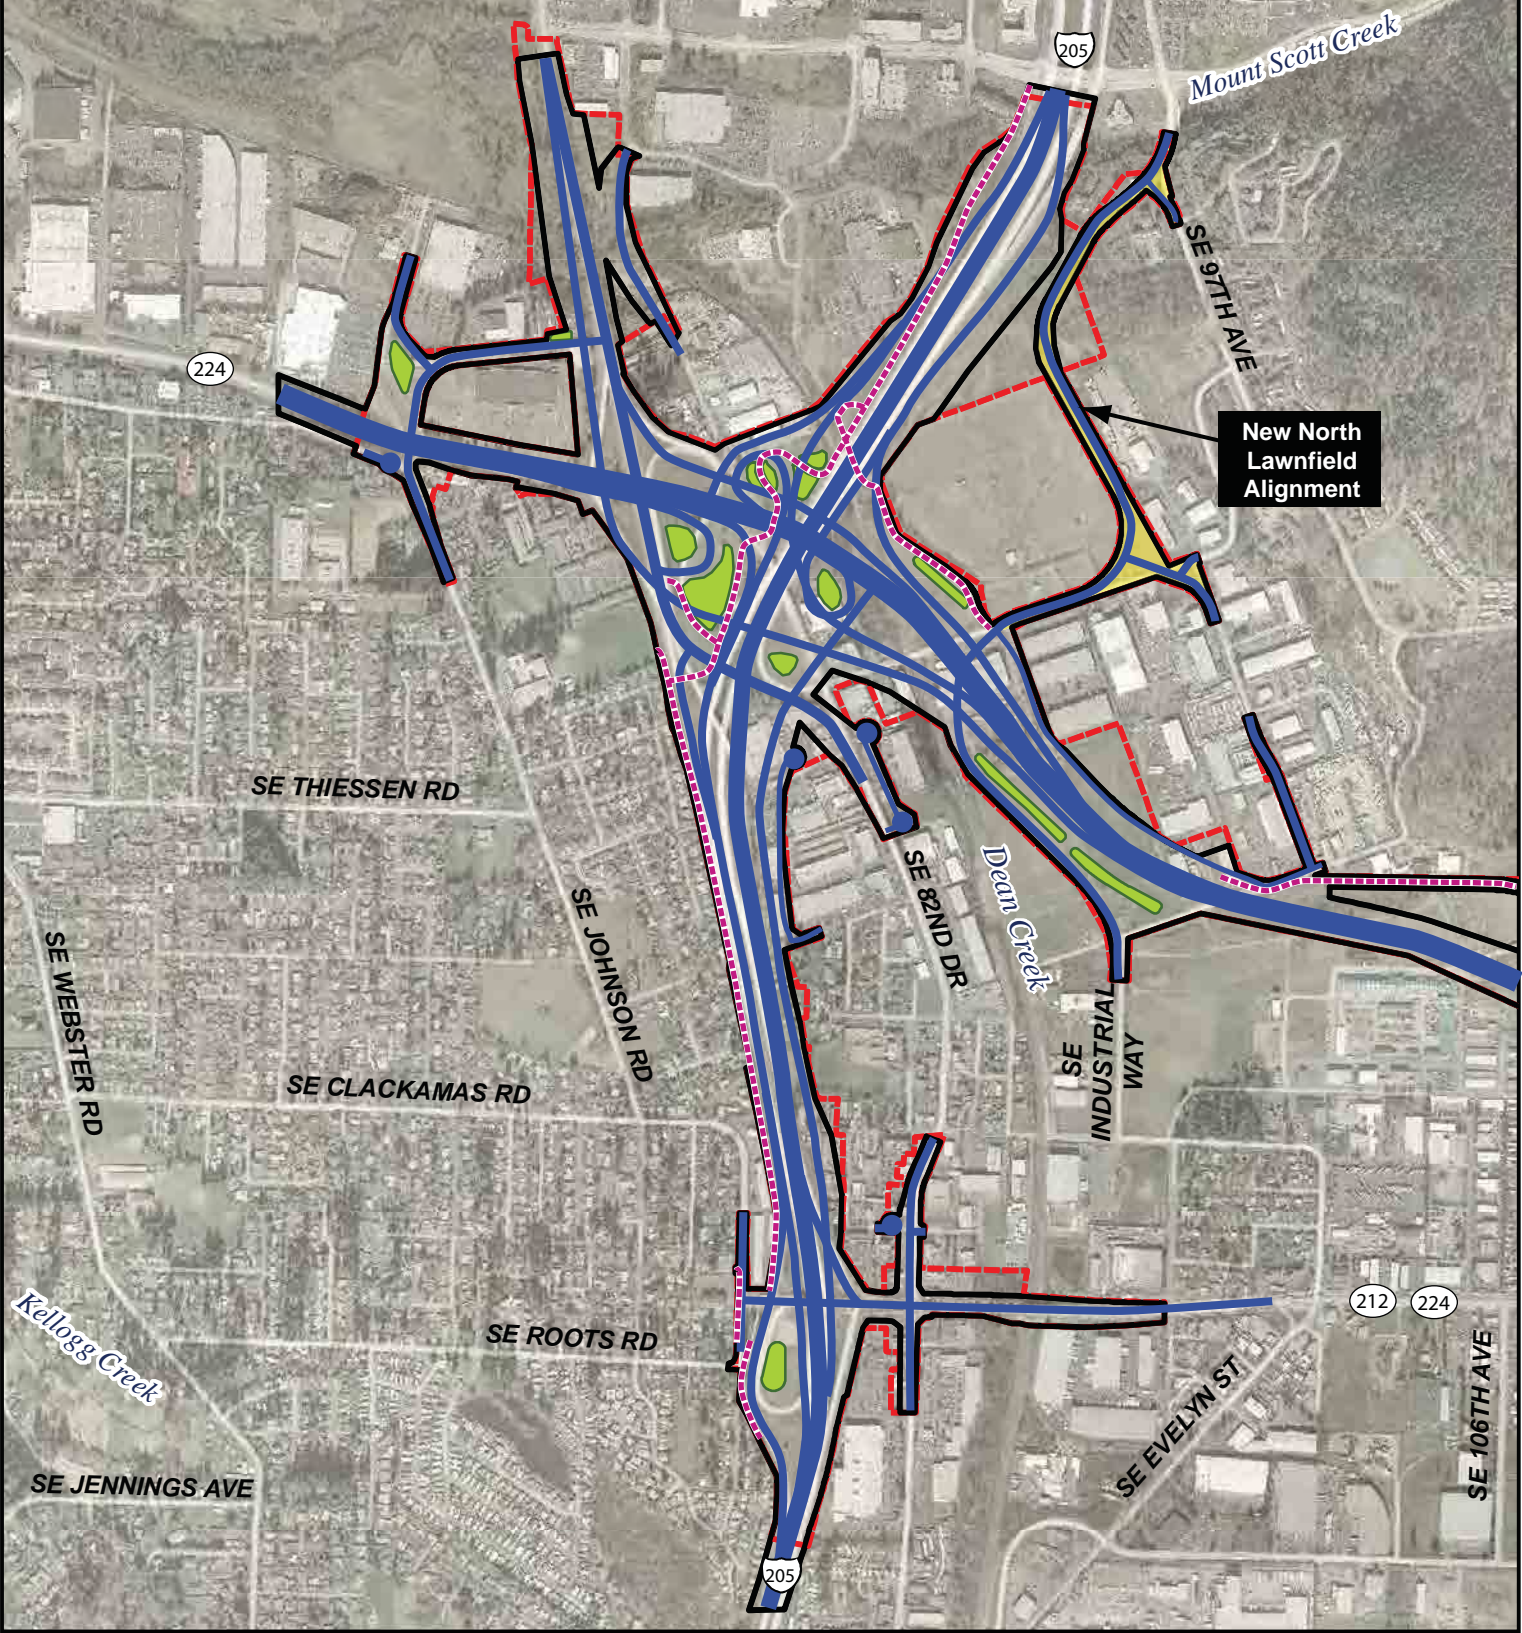 205
Mount Scott Creek
SE 97TH AVE
224
New North
Lawnfield
Alignment
SE THIESSEN RD
SE JOHNSON RD
SE 82ND DR
Dean Creek
SE WEBSTER RD
SE
INDUSTRIAL
WAY
SE CLACKAMAS RD
Kellogg Creek
SE ROOTS RD
212
224
SE EVELYN ST
SE 106TH AVE
SE JENNINGS AVE
205